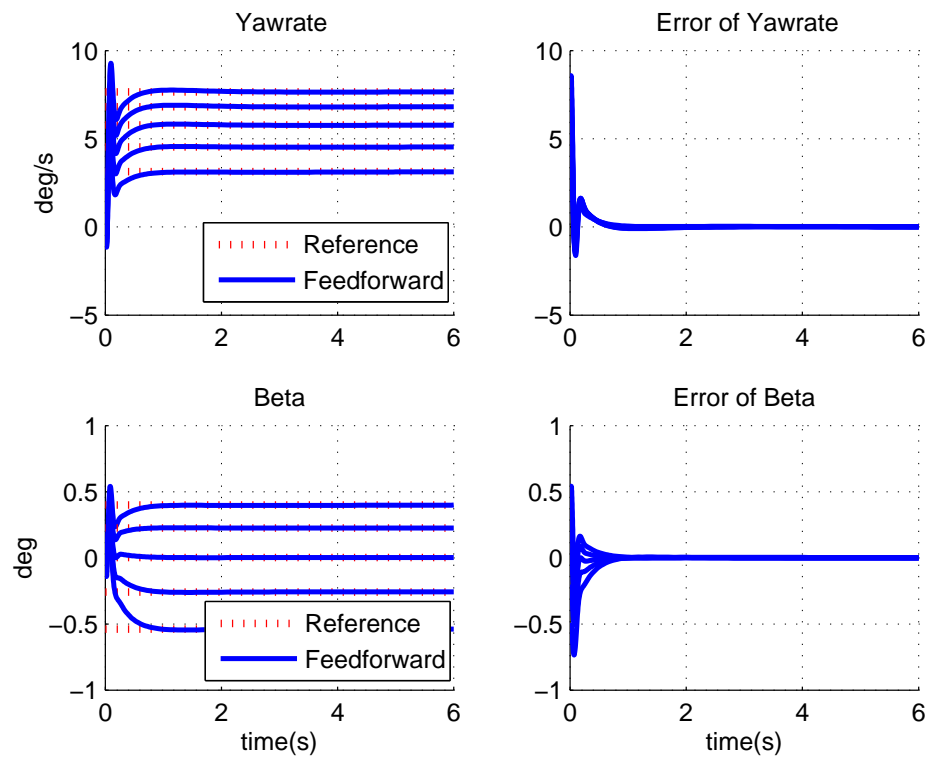 Yawrate
Error of Yawrate
10
5
0
−5
deg/s
0
2
4
6
Reference
Feedforward
10
5
0
−5
0
2
4
6
Beta
Error of Beta
1
0.5
0
−0.5
−1
deg
0
2
4
6
time(s)
Reference
Feedforward
1
0.5
0
−0.5
−1
0
2
4
6
time(s)